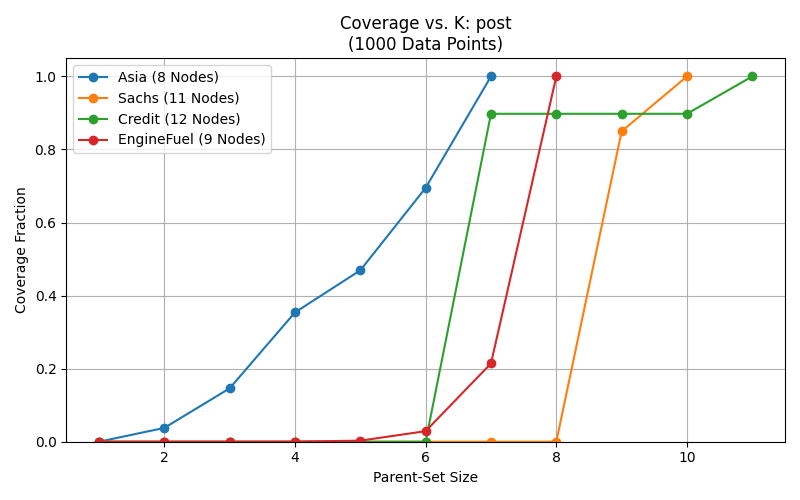 Coverage vs. K: post
(1000 Data Points)
Asia (8 Nodes)
Sachs (11 Nodes)
Credit (12 Nodes)
EngineFuel (9 Nodes)
Coverage Fraction
1.0
0.8
0.6
0.4
0.2
0.0
2 4 6 8 10
Parent-Set Size